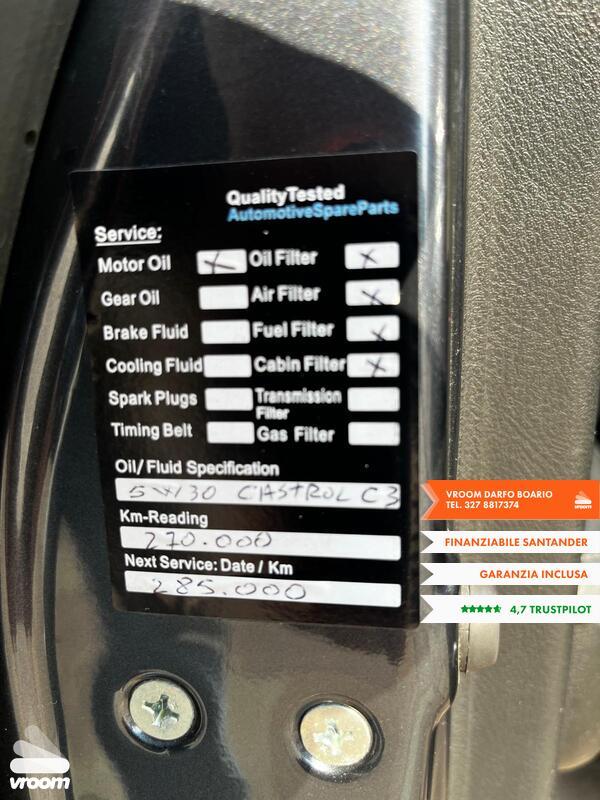 QualityTested
AutomotiveSpareParts
Service:
Motor Oil X Oil Filter X
Gear Oil Air Filter X
Brake Fluid Fuel Filter X
Cooling Fluid Cabin Filter X
Spark Plugs Transmission Filter
Timing Belt Gas Filter
Oil/Fluid Specification
5W30 CASTROL C3
Km-Reading
270.000
Next Service: Date / Km
285.000
VROOM DARFO BOARIO
TEL. 327 8817374
vroom
FINANZIABILE SANTANDER
GARANZIA INCLUSA
4,7 TRUSTPILOT
vroom